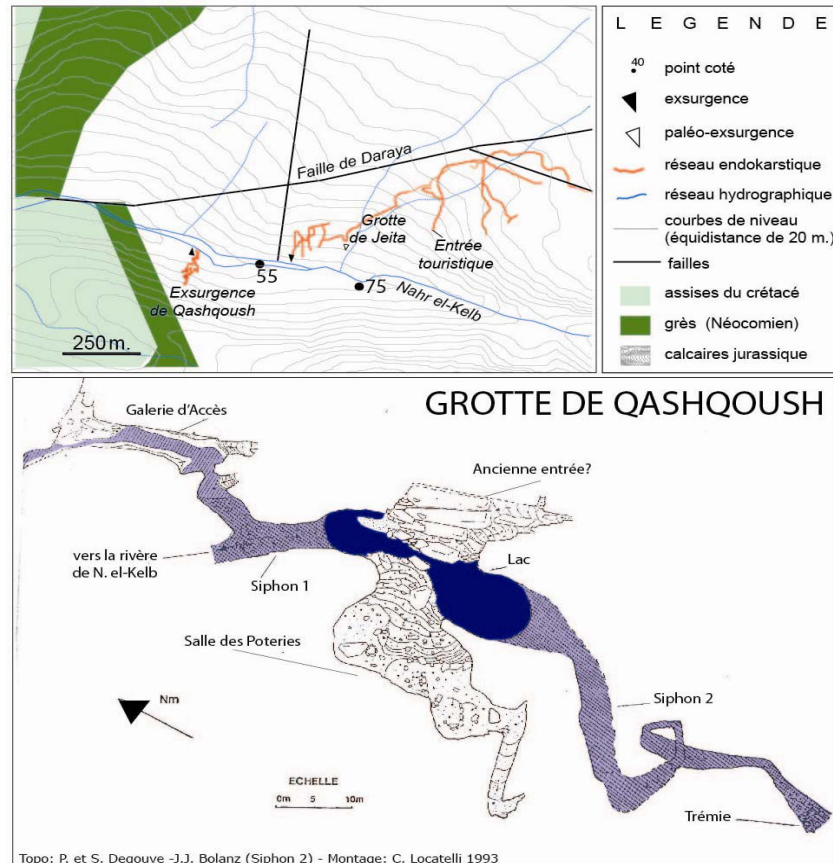 Faille de Daraya
Grotte
de Jeita
Entrée
touristique
55
75
Exsurgence
de Qashqoush
Nahr el-Kelb
250 m.
L E G E N D E
40
point coté
exsurgence
paléo-exsurgence
réseau endokarstique
réseau hydrographique
courbes de niveau
(équidistance de 20 m.)
failles
assises du crétacé
grès (Néocomien)
calcaires jurassique
GROTTE DE QASHQOUSH
Galerie d'Accès
Ancienne entrée?
vers la rivère
de N. el-Kelb
Siphon 1
Lac
Salle des Poteries
Siphon 2
Nm
ECHELLE
0m 5 10m
Trémie
Topo: P. et S. Degouve -J.J. Bolanz (Siphon 2) - Montage: C. Locatelli 1993